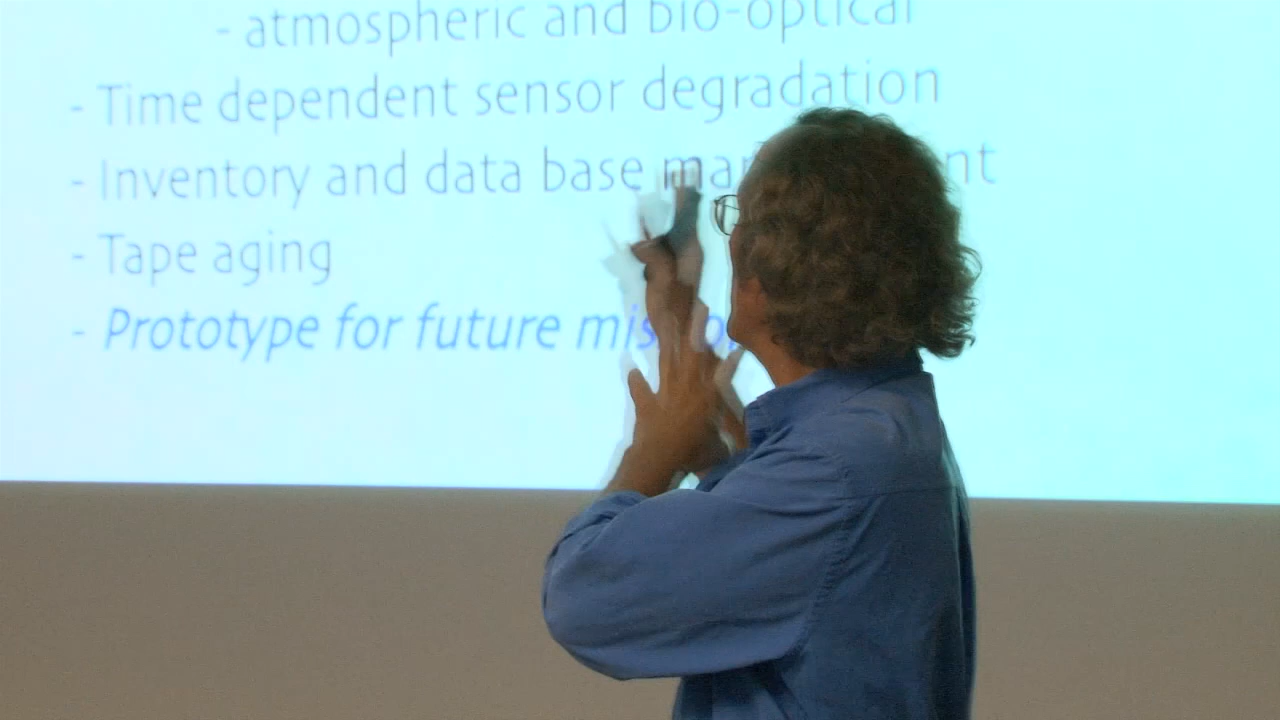 - atmospheric and bio-optical
- Time dependent sensor degradation
- Inventory and data base
- Tape aging
- Prototype for future